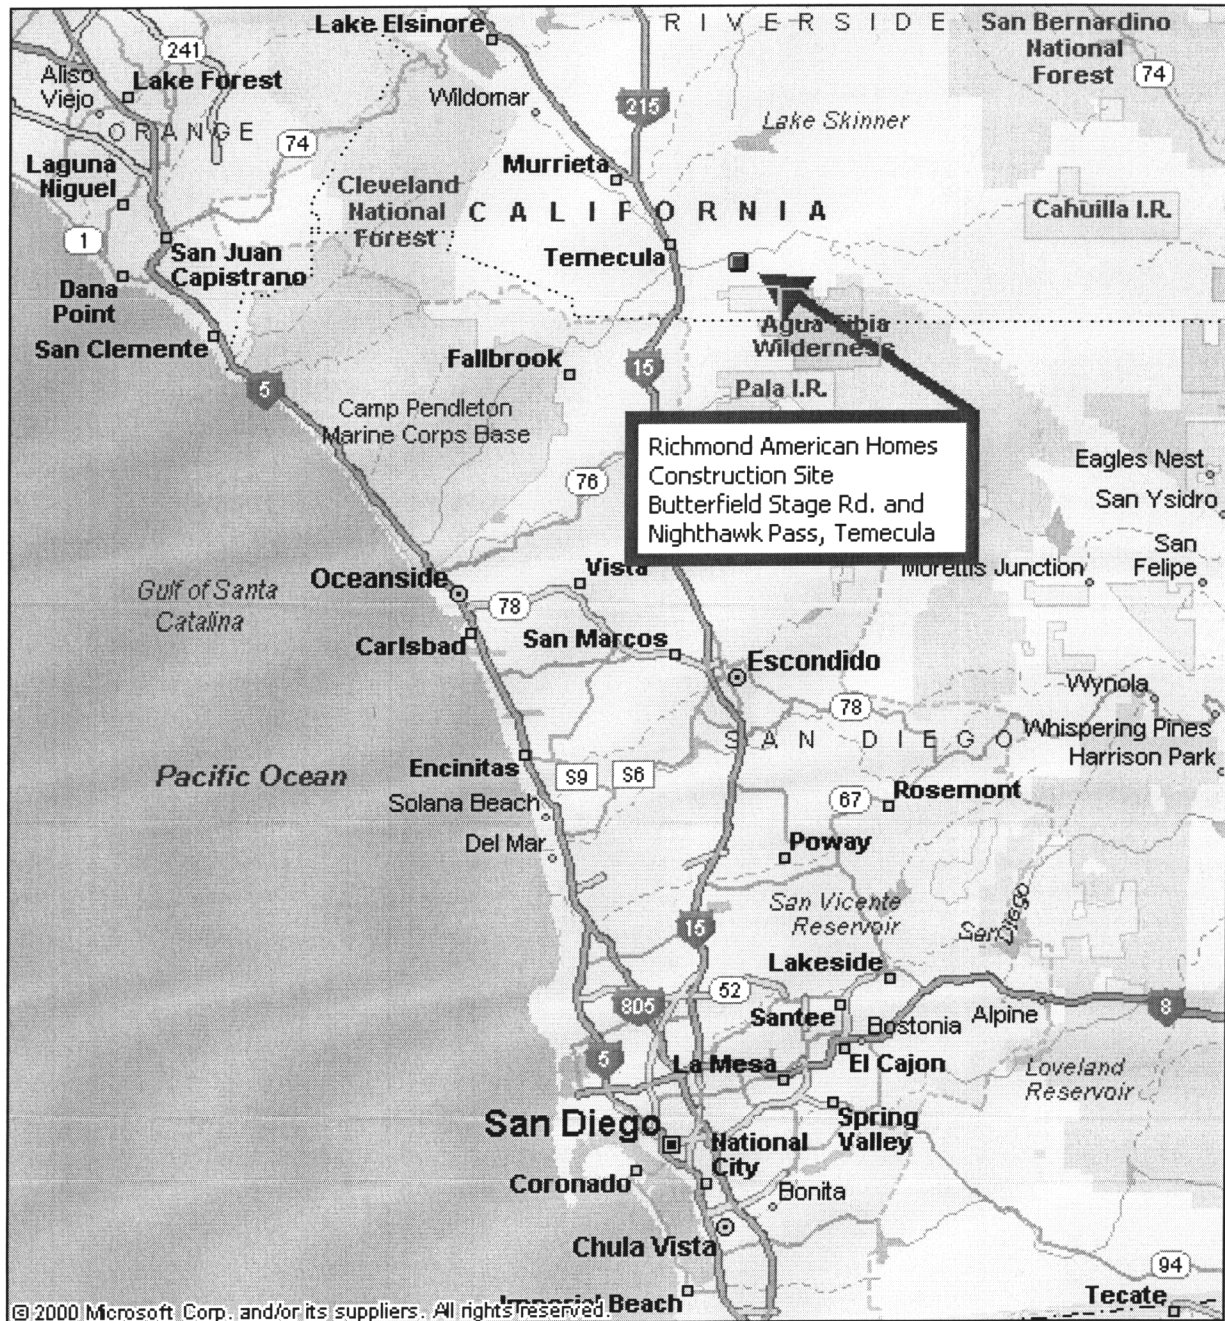 Lake Elsinore
RIVERSIDE
San Bernardino
National
Forest
74
241
Aliso
Viejo
Lake Forest
Wildomar
215
Lake Skinner
ORANGE
74
Laguna
Niguel
Murrieta
Cleveland
National
Forest
CALIFORNIA
Cahuilla I.R.
1
San Juan
Capistrano
Temecula
Dana
Point
San Clemente
Agua Tibia
Wilderness
Fallbrook
15
5
Pala I.R.
Camp Pendleton
Marine Corps Base
Richmond American Homes
Construction Site
Butterfield Stage Rd. and
Nighthawk Pass, Temecula
Eagles Nest
76
San Ysidro
San
Felipe
Oceanside
Vista
Morettis Junction
Gulf of Santa
Catalina
78
Carlsbad
San Marcos
Escondido
Wynola
78
Whispering Pines
SAN DIEGO
Harrison Park
Encinitas
S9
S6
Pacific Ocean
Solana Beach
67
Rosemont
Del Mar
Poway
San Vicente
Reservoir
15
San Diego
Lakeside
805
52
Santee
Bostonia
Alpine
8
5
La Mesa
El Cajon
Loveland
Reservoir
San Diego
Spring
Valley
National
City
Coronado
Bonita
Chula Vista
94
Imperial Beach
Tecate
© 2000 Microsoft Corp. and/or its suppliers. All rights reserved.